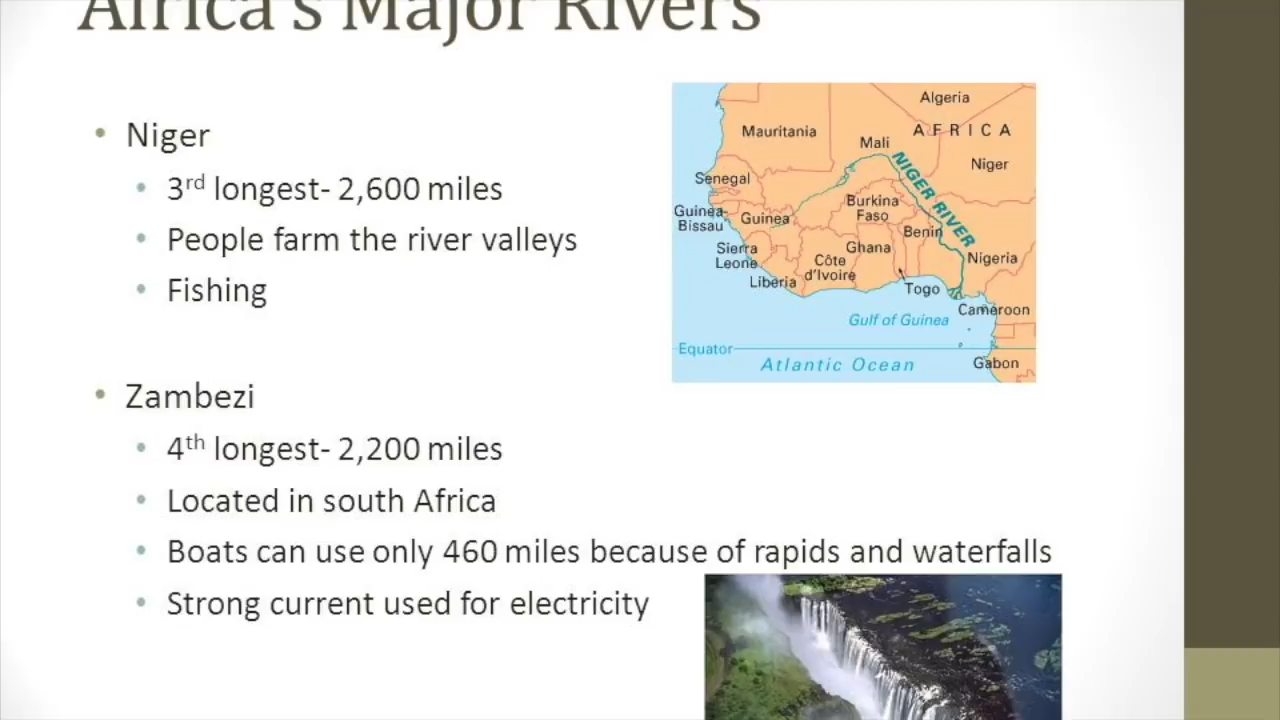 Africa's Major Rivers
• Niger
• 3rd longest- 2,600 miles
• People farm the river valleys
• Fishing
• Zambezi
• 4th longest- 2,200 miles
• Located in south Africa
• Boats can use only 460 miles because of rapids and waterfalls
• Strong current used for electricity
Algeria
AFRICA
Mauritania
Mali
Niger
NIGER RIVER
Senegal
Burkina
Faso
Guinea-
Bissau
Guinea
Benin
Sierra
Leone
Ghana
Côte
d'Ivoire
Nigeria
Liberia
Togo
Cameroon
Gulf of Guinea
Equator
Atlantic Ocean
Gabon